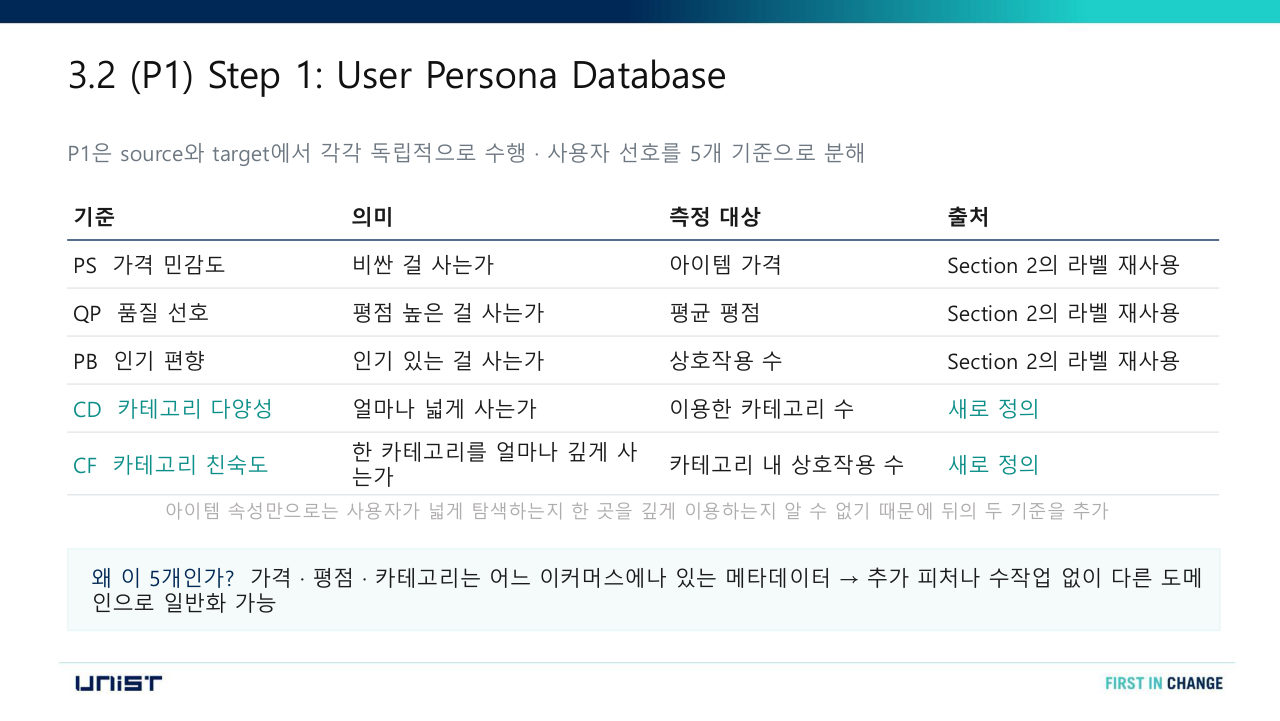 3.2 (P1) Step 1: User Persona Database
P1은 source와 target에서 각각 독립적으로 수행 · 사용자 선호를 5개 기준으로 분해
기준 의미 측정 대상 출처
PS 가격 민감도 비싼 걸 사는가 아이템 가격 Section 2의 라벨 재사용
QP 품질 선호 평점 높은 걸 사는가 평균 평점 Section 2의 라벨 재사용
PB 인기 편향 인기 있는 걸 사는가 상호작용 수 Section 2의 라벨 재사용
CD 카테고리 다양성 얼마나 넓게 사는가 이용한 카테고리 수 새로 정의
CF 카테고리 친숙도 한 카테고리를 얼마나 깊게 사
는가 카테고리 내 상호작용 수 새로 정의
아이템 속성만으로는 사용자가 넓게 탐색하는지 한 곳을 깊게 이용하는지 알 수 없기 때문에 뒤의 두 기준을 추가
왜 이 5개인가? 가격 · 평점 · 카테고리는 어느 이커머스에나 있는 메타데이터 → 추가 피처나 수작업 없이 다른 도메
인으로 일반화 가능
UNIST
FIRST IN CHANGE